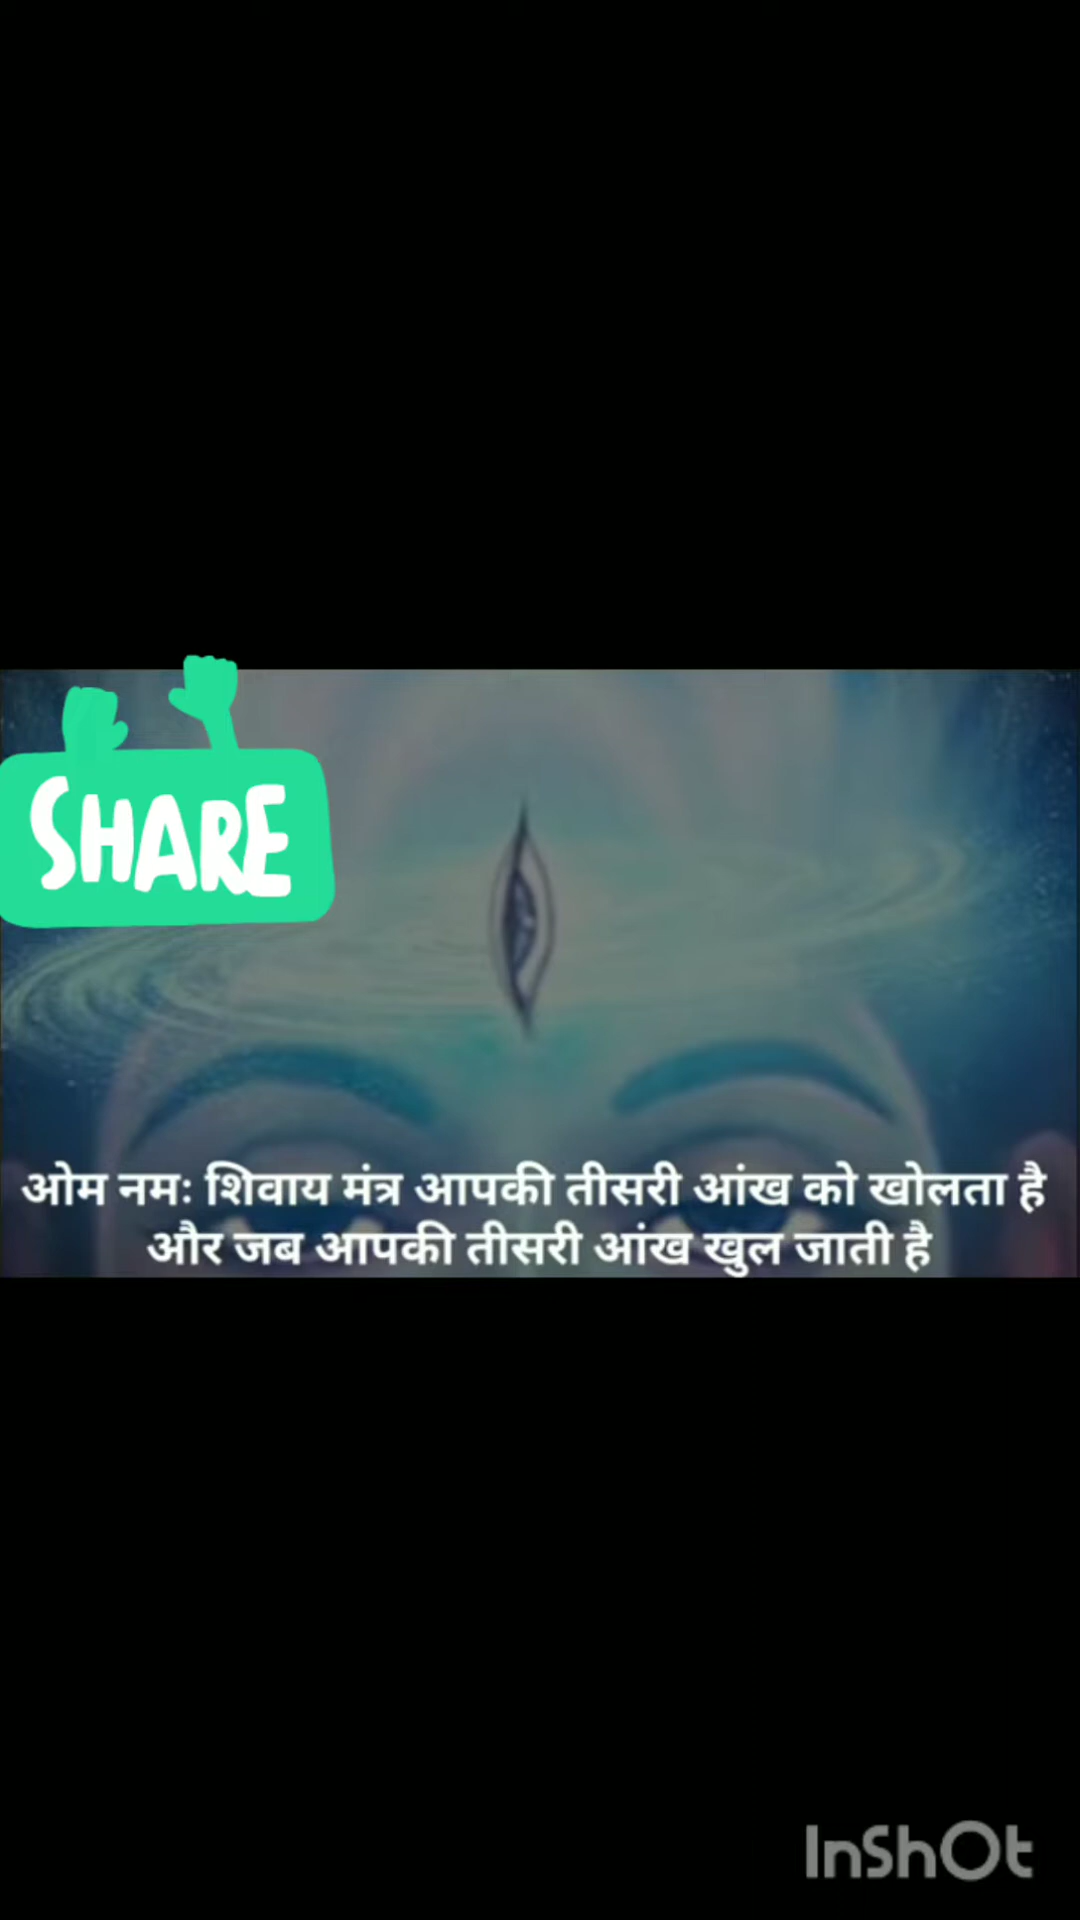 SHARE
ओम नमः शिवाय मंत्र आपकी तीसरी आंख को खोलता है
और जब आपकी तीसरी आंख खुल जाती है
InShOt